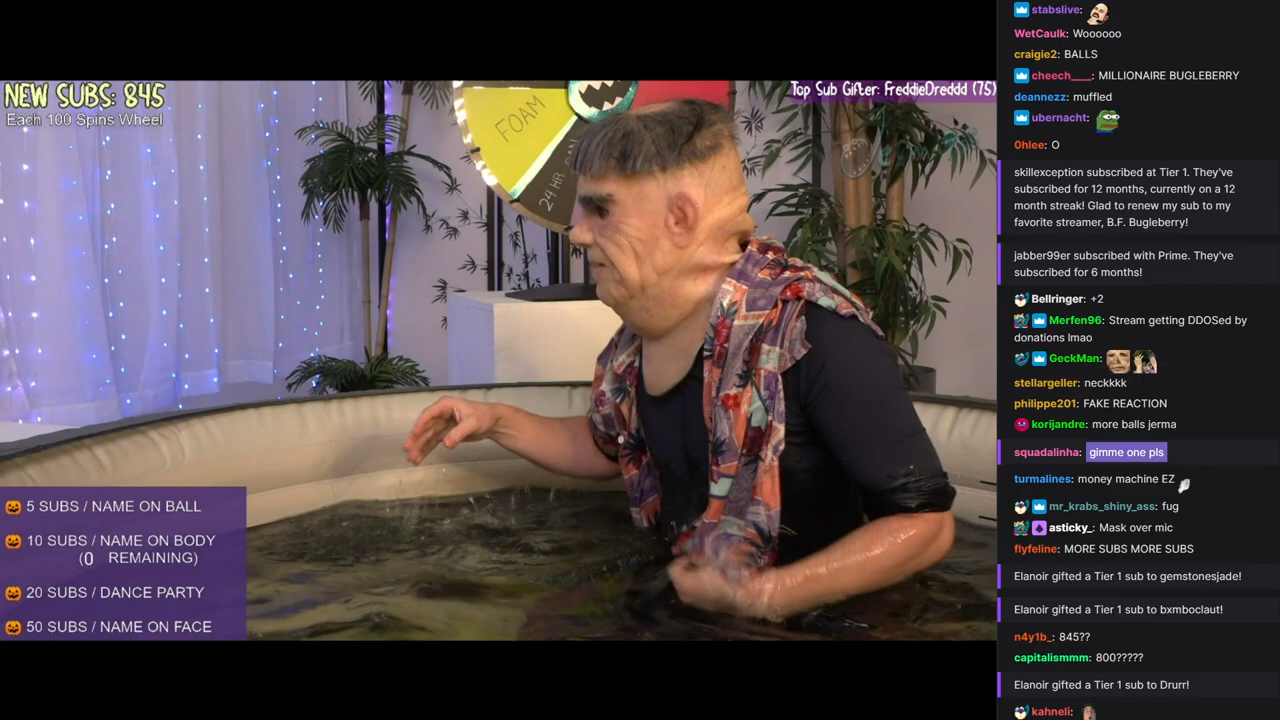 NEW SUBS: 845
Each 100 Spins Wheel
Top Sub Gifter: FreddieDreddd (75)
FOAM
24 HR.
5 SUBS / NAME ON BALL
10 SUBS / NAME ON BODY
(0 REMAINING)
20 SUBS / DANCE PARTY
50 SUBS / NAME ON FACE
stabslive:
WetCaulk: Woooooo
craigie2: BALLS
cheech____: MILLIONAIRE BUGLEBERRY
deannezz: muffled
ubernacht:
0hlee: O
skillexception subscribed at Tier 1. They've
subscribed for 12 months, currently on a 12
month streak! Glad to renew my sub to my
favorite streamer, B.F. Bugleberry!
jabber99er subscribed with Prime. They've
subscribed for 6 months!
Bellringer: +2
Merfen96: Stream getting DDOSed by
donations lmao
GeckMan:
stellargeller: neckkkk
philippe201: FAKE REACTION
korijandre: more balls jerma
squadalinha: gimme one pls
turmalines: money machine EZ
mr_krabs_shiny_ass: fug
asticky_: Mask over mic
flyfeline: MORE SUBS MORE SUBS
Elanoir gifted a Tier 1 sub to gemstonesjade!
Elanoir gifted a Tier 1 sub to bxmboclaut!
n4y1b_: 845??
capitalismmm: 800?????
Elanoir gifted a Tier 1 sub to Drurr!
kahneli: